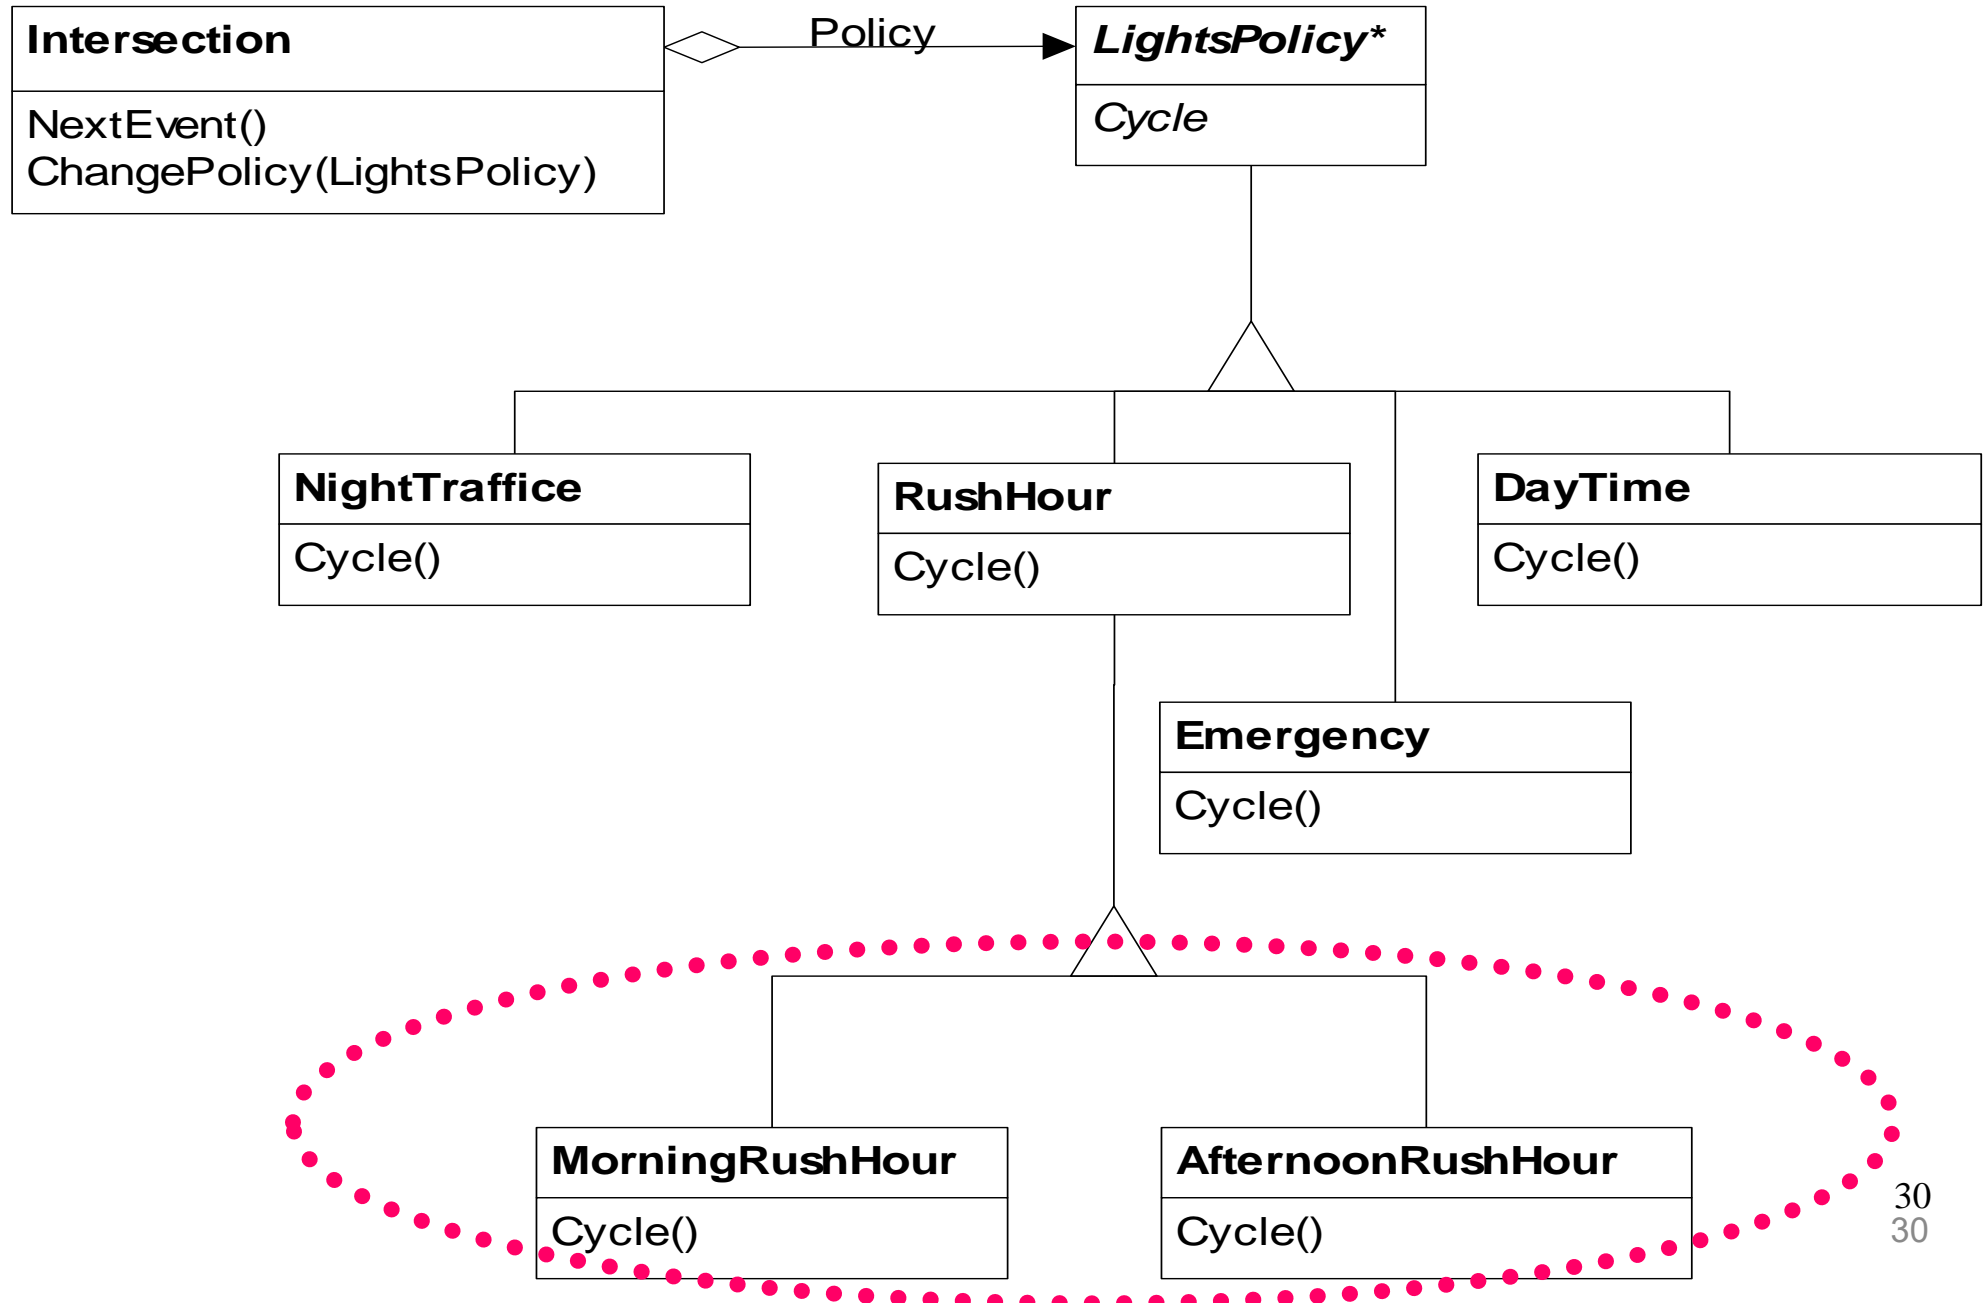 Intersection
NextEvent()
ChangePolicy(LightsPolicy)
Policy
LightsPolicy*
Cycle
NightTraffice
Cycle()
RushHour
Cycle()
DayTime
Cycle()
Emergency
Cycle()
MorningRushHour
Cycle()
AfternoonRushHour
Cycle()
30
30